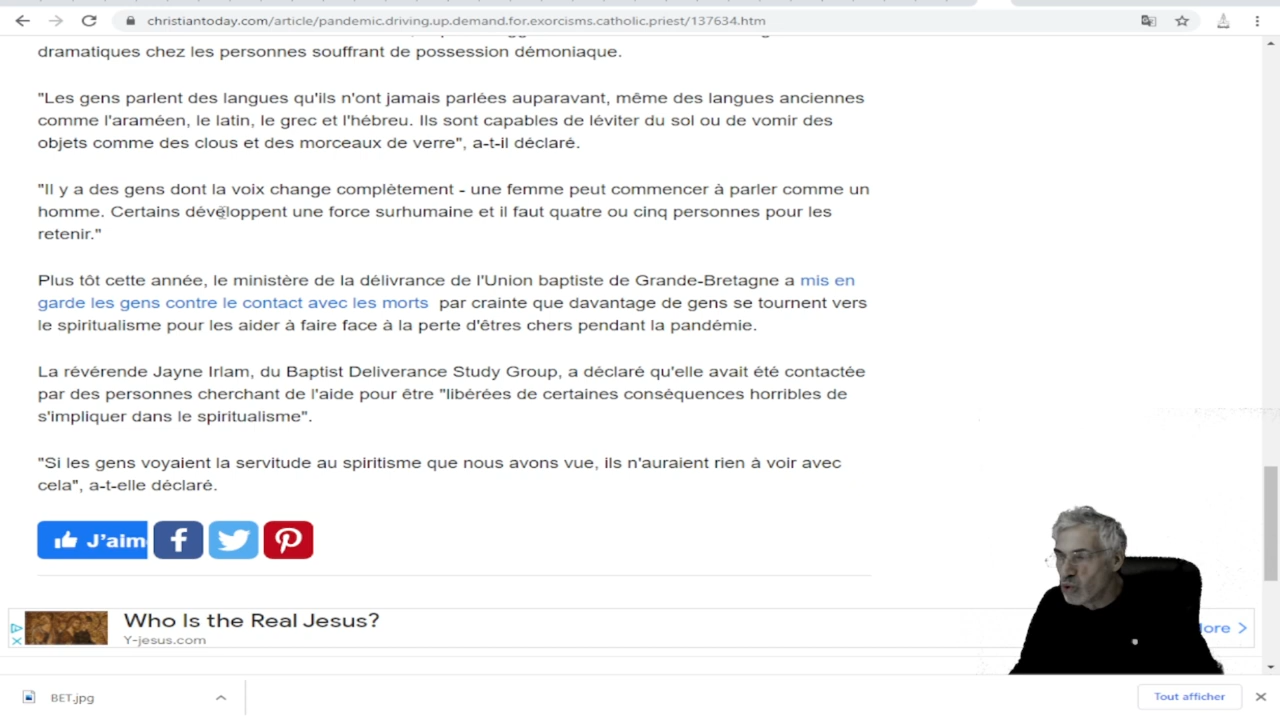 christiantoday.com/article/pandemic.driving.up.demand.for.exorcisms.catholic.priest/137634.htm
dramatiques chez les personnes souffrant de possession démoniaque.
"Les gens parlent des langues qu'ils n'ont jamais parlées auparavant, même des langues anciennes
comme l'araméen, le latin, le grec et l'hébreu. Ils sont capables de léviter du sol ou de vomir des
objets comme des clous et des morceaux de verre", a-t-il déclaré.
"Il y a des gens dont la voix change complètement - une femme peut commencer à parler comme un
homme. Certains développent une force surhumaine et il faut quatre ou cinq personnes pour les
retenir."
Plus tôt cette année, le ministère de la délivrance de l'Union baptiste de Grande-Bretagne a mis en
garde les gens contre le contact avec les morts par crainte que davantage de gens se tournent vers
le spiritualisme pour les aider à faire face à la perte d'êtres chers pendant la pandémie.
La révérende Jayne Irlam, du Baptist Deliverance Study Group, a déclaré qu'elle avait été contactée
par des personnes cherchant de l'aide pour être "libérées de certaines conséquences horribles de
s'impliquer dans le spiritualisme".
"Si les gens voyaient la servitude au spiritisme que nous avons vue, ils n'auraient rien à voir avec
cela", a-t-elle déclaré.
J'aim
Who Is the Real Jesus?
Y-jesus.com
BET.jpg
Tout afficher